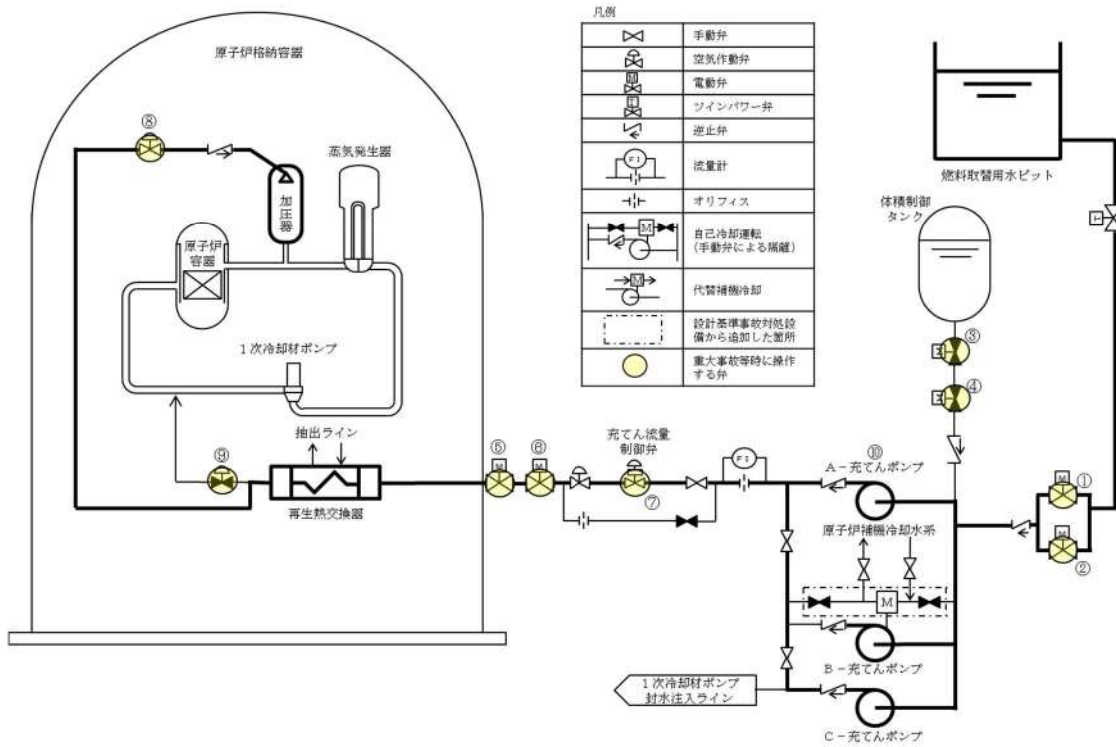 凡例
手動弁
空気作動弁
M
電動弁
T
ツインパワー弁
逆止弁
FI
流量計
オリフィス
M
自己冷却運転
(手動弁による隔離)
M
代替補機冷却
設計基準事故対処設
備から追加した箇所
重大事故等時に操作
する弁
原子炉格納容器
⑧
蒸気発生器
加圧器
原子炉
容器
1次冷却材ポンプ
抽出ライン
⑨
再生熱交換器
⑤
M
⑥
M
充てん流量
制御弁
⑦
FI
⑩
A-充てんポンプ
原子炉補機冷却水系
M
B-充てんポンプ
1次冷却材ポンプ
封水注入ライン
C-充てんポンプ
燃料取替用水ピット
体積制御
タンク
T
M
③
M
④
M
①
M
②